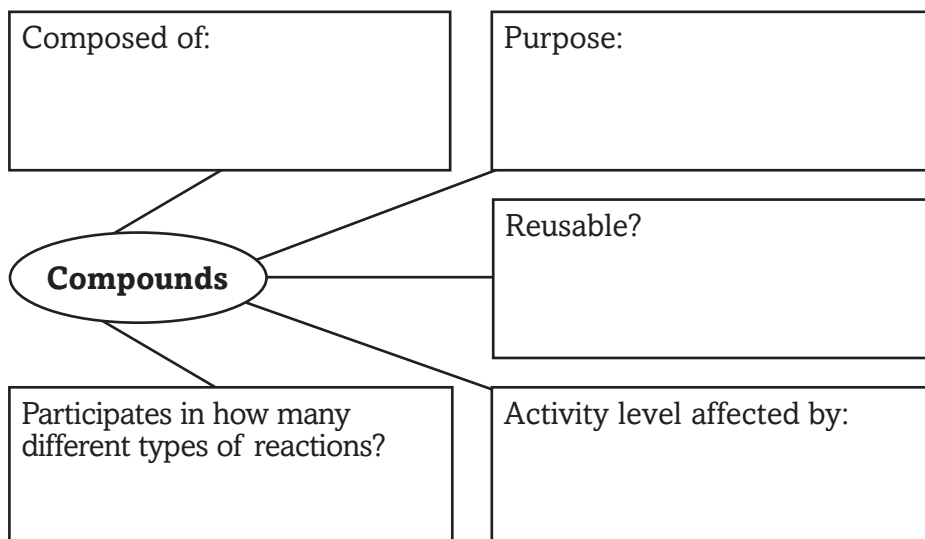 Composed of:
Purpose:
Reusable?
Compounds
Participates in how many
different types of reactions?
Activity level affected by: